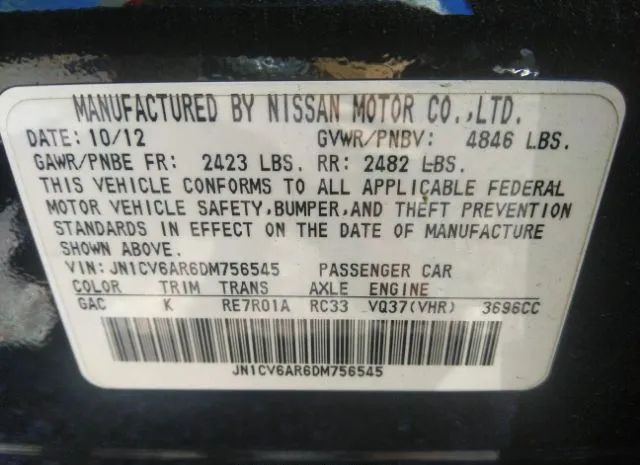 MANUFACTURED BY NISSAN MOTOR CO.,LTD.
DATE: 10/12 GVWR/PNBV: 4846 LBS.
GAWR/PNBE FR: 2423 LBS. RR: 2482 LBS.
THIS VEHICLE CONFORMS TO ALL APPLICABLE FEDERAL
MOTOR VEHICLE SAFETY,BUMPER,AND THEFT PREVENTION
STANDARDS IN EFFECT ON THE DATE OF MANUFACTURE
SHOWN ABOVE.
VIN: JN1CV6AR6DM756545 PASSENGER CAR
COLOR TRIM TRANS AXLE ENGINE
GAC K RE7R01A RC33 VQ37(VHR) 3696CC
JN1CV6AR6DM756545